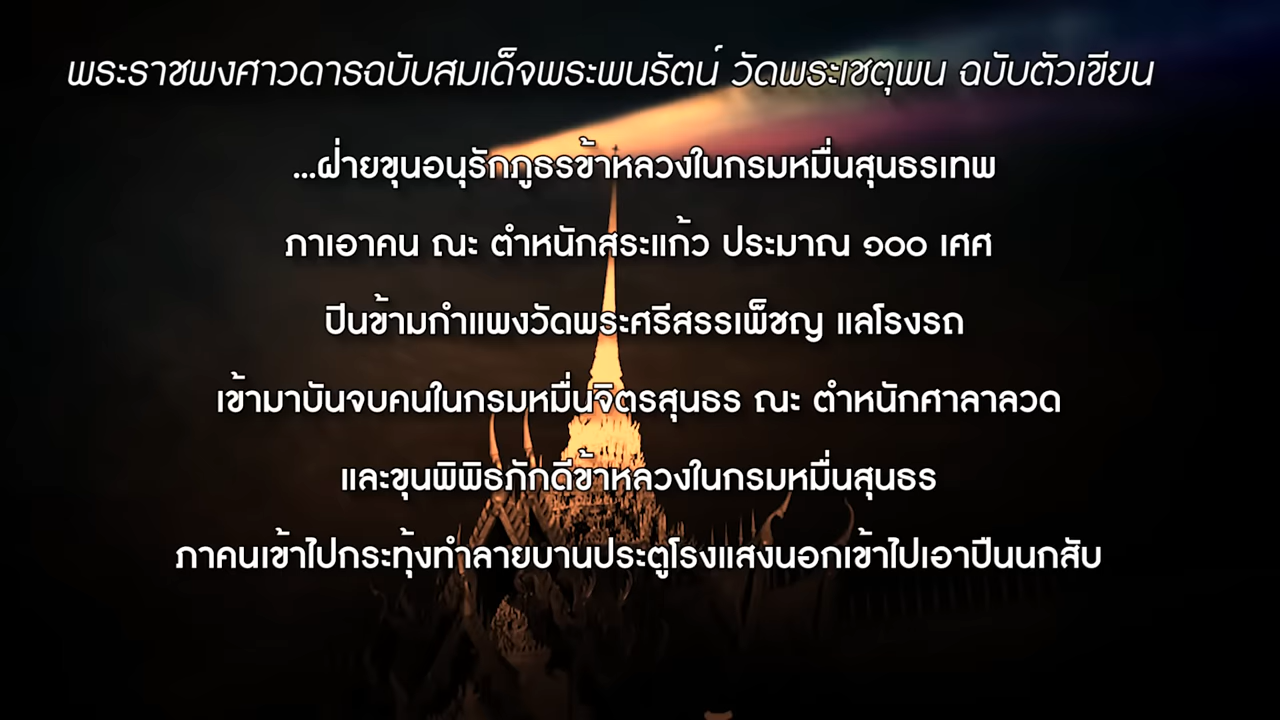 พระราชพงศาวดารฉบับสมเด็จพระพนรัตน์ วัดพระเชตุพน ฉบับตัวเขียน
...ฝ่ายขุนอนุรักภูธรข้าหลวงในกรมหมื่นสุนธรเทพ
ภาเอาคน ณะ ตำหนักสระแก้ว ประมาณ ๑๐๐ เศศ
ปีนข้ามกำแพงวัดพระศรีสรรเพ็ชญ แลโรงรถ
เข้ามาบันจบคนในกรมหมื่นจิตรสุนธร ณะ ตำหนักศาลาลวด
และขุนพิพิธภักดีข้าหลวงในกรมหมื่นสุนธร
ภาคนเข้าไปกระทุ้งทำลายบานประตูโรงแสงนอกเข้าไปเอาปืนนกสับ